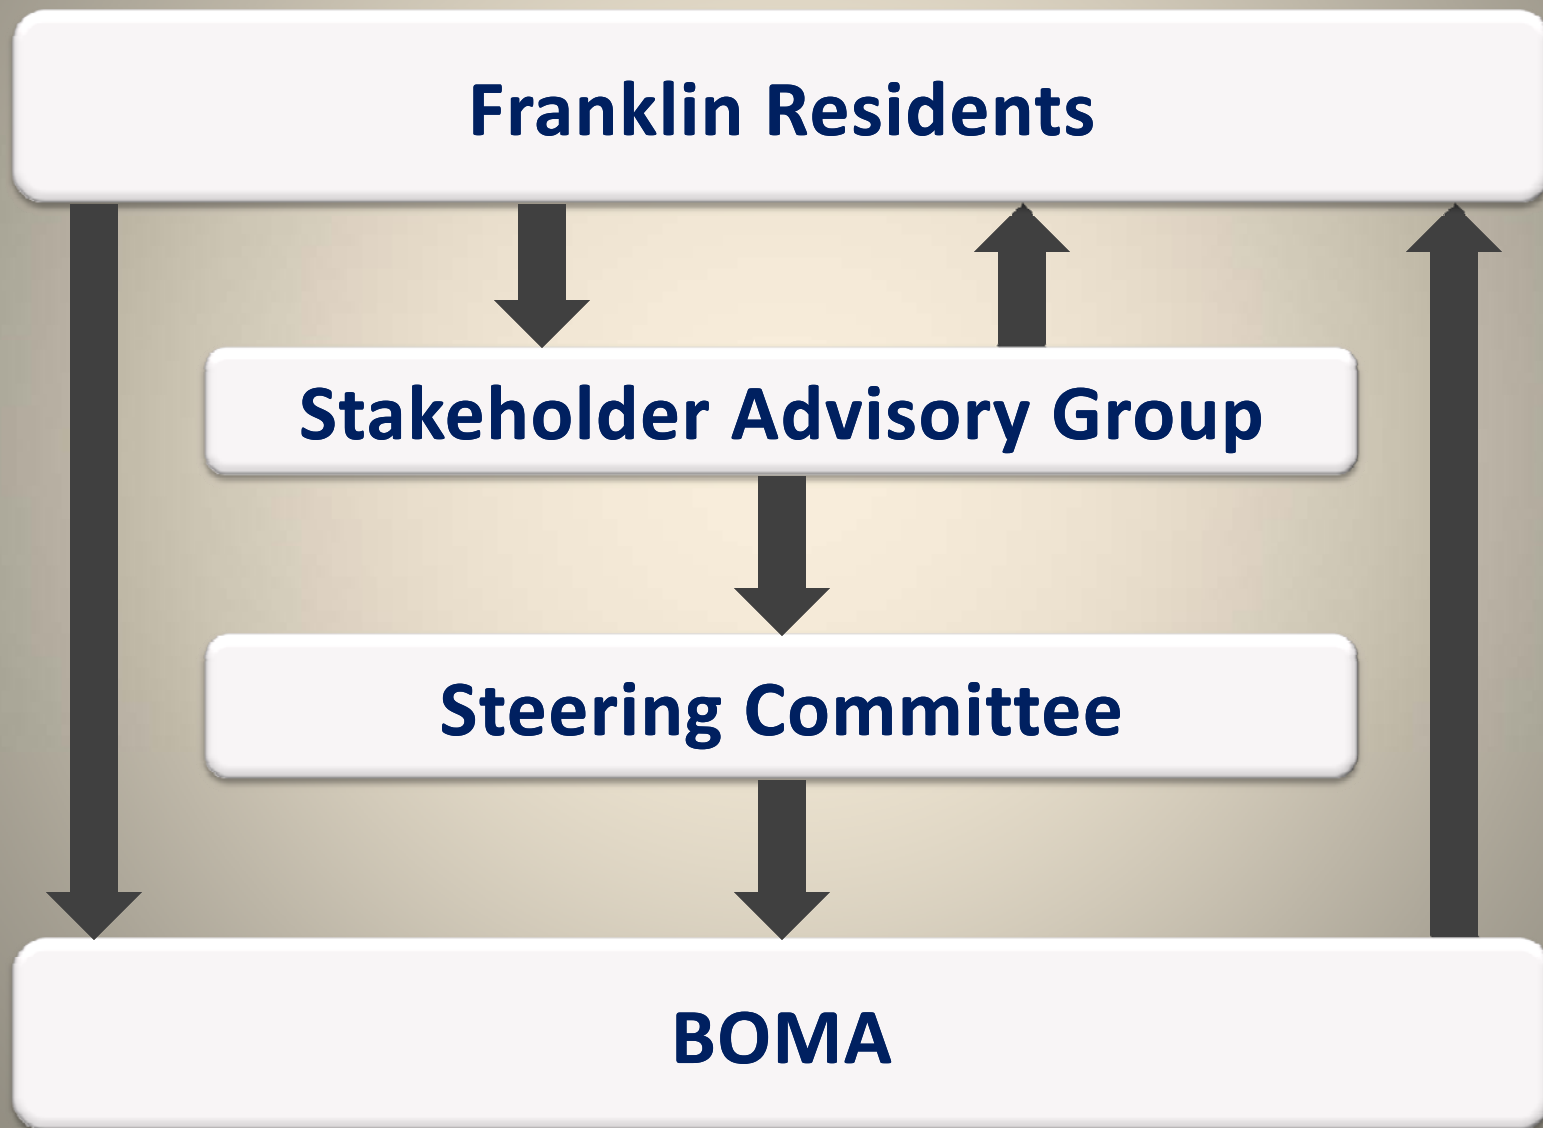 Franklin Residents
Stakeholder Advisory Group
Steering Committee
BOMA